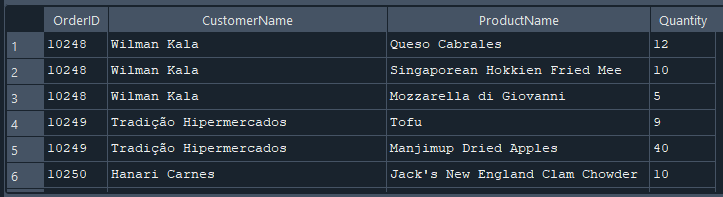 OrderID CustomerName ProductName Quantity
1 10248 Wilman Kala Queso Cabrales 12
2 10248 Wilman Kala Singaporean Hokkien Fried Mee 10
3 10248 Wilman Kala Mozzarella di Giovanni 5
4 10249 Tradição Hipermercados Tofu 9
5 10249 Tradição Hipermercados Manjimup Dried Apples 40
6 10250 Hanari Carnes Jack's New England Clam Chowder 10